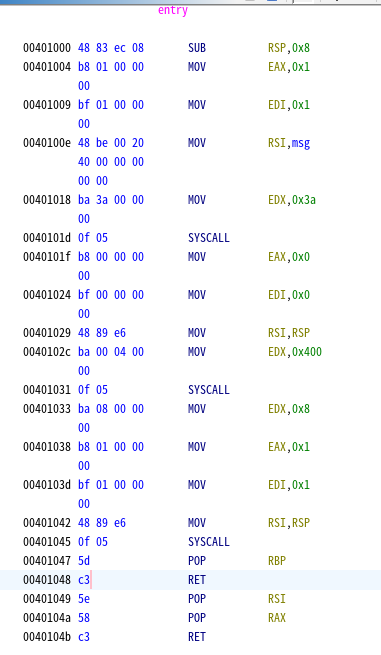 entry
00401000 48 83 ec 08 SUB RSP,0x8
00401004 b8 01 00 00 MOV EAX,0x1
00
00401009 bf 01 00 00 MOV EDI,0x1
00
0040100e 48 be 00 20 MOV RSI,msg
40 00 00 00
00 00
00401018 ba 3a 00 00 MOV EDX,0x3a
00
0040101d 0f 05 SYSCALL
0040101f b8 00 00 00 MOV EAX,0x0
00
00401024 bf 00 00 00 MOV EDI,0x0
00
00401029 48 89 e6 MOV RSI,RSP
0040102c ba 00 04 00 MOV EDX,0x400
00
00401031 0f 05 SYSCALL
00401033 ba 08 00 00 MOV EDX,0x8
00
00401038 b8 01 00 00 MOV EAX,0x1
00
0040103d bf 01 00 00 MOV EDI,0x1
00
00401042 48 89 e6 MOV RSI,RSP
00401045 0f 05 SYSCALL
00401047 5d POP RBP
00401048 c3 RET
00401049 5e POP RSI
0040104a 58 POP RAX
0040104b c3 RET